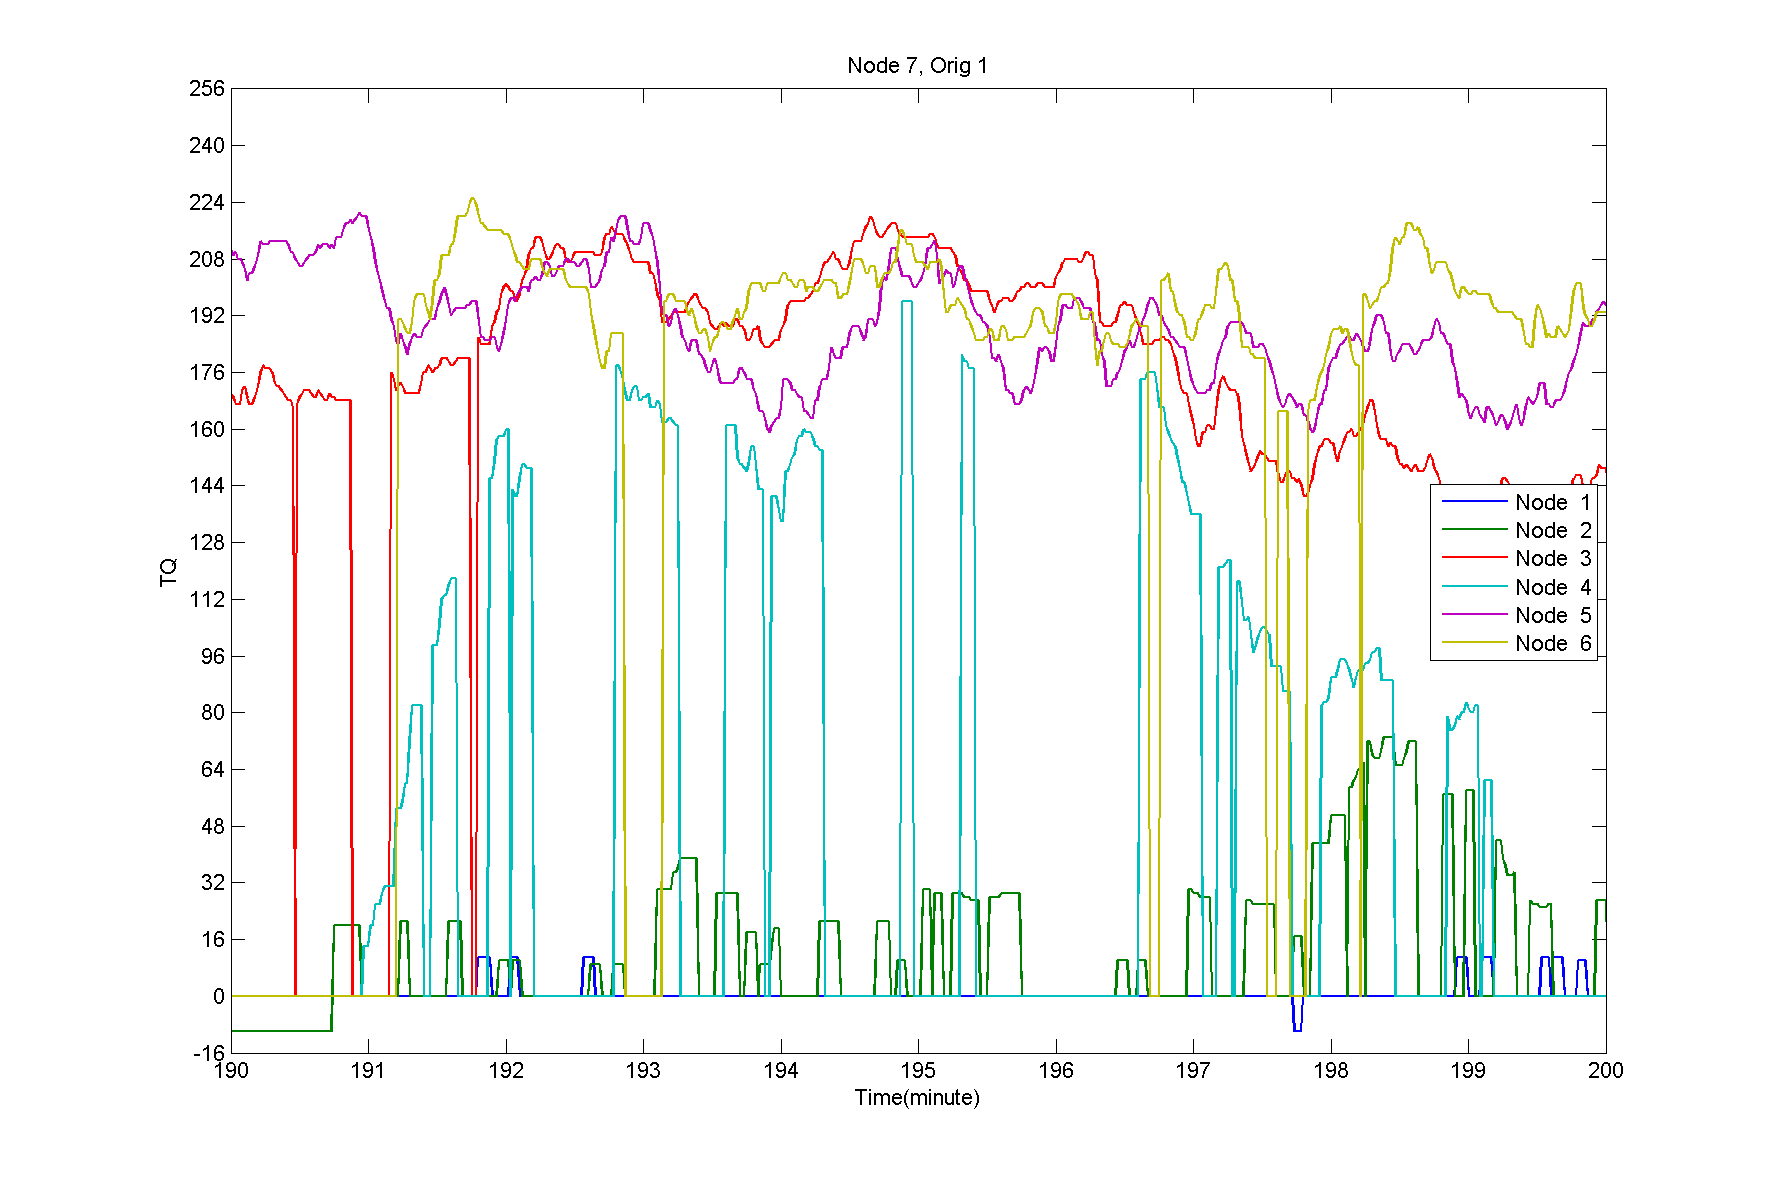 Node 7, Orig 1
256
240
224
208
192
176
160
144
128
112
96
80
64
48
32
16
0
-16
TQ
190 191 192 193 194 195 196 197 198 199 200
Time(minute)
Node 1
Node 2
Node 3
Node 4
Node 5
Node 6